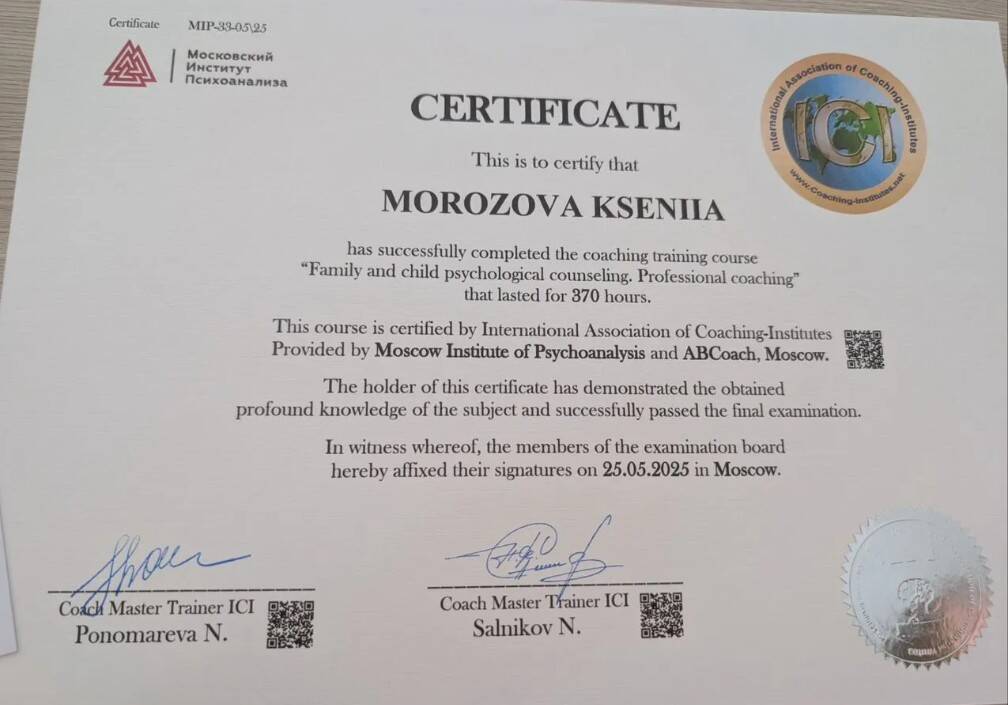 Certificate MIP-33-05\25
Московский
Институт
Психоанализа
International Association of Coaching-Institutes
ICI
www.Coaching-Institutes.net
CERTIFICATE
This is to certify that
MOROZOVA KSENIIA
has successfully completed the coaching training course
“Family and child psychological counseling. Professional coaching”
that lasted for 370 hours.
This course is certified by International Association of Coaching-Institutes
Provided by Moscow Institute of Psychoanalysis and ABCoach, Moscow.
The holder of this certificate has demonstrated the obtained
profound knowledge of the subject and successfully passed the final examination.
In witness whereof, the members of the examination board
hereby affixed their signatures on 25.05.2025 in Moscow.
Coach Master Trainer ICI
Ponomareva N.
Coach Master Trainer ICI
Salnikov N.